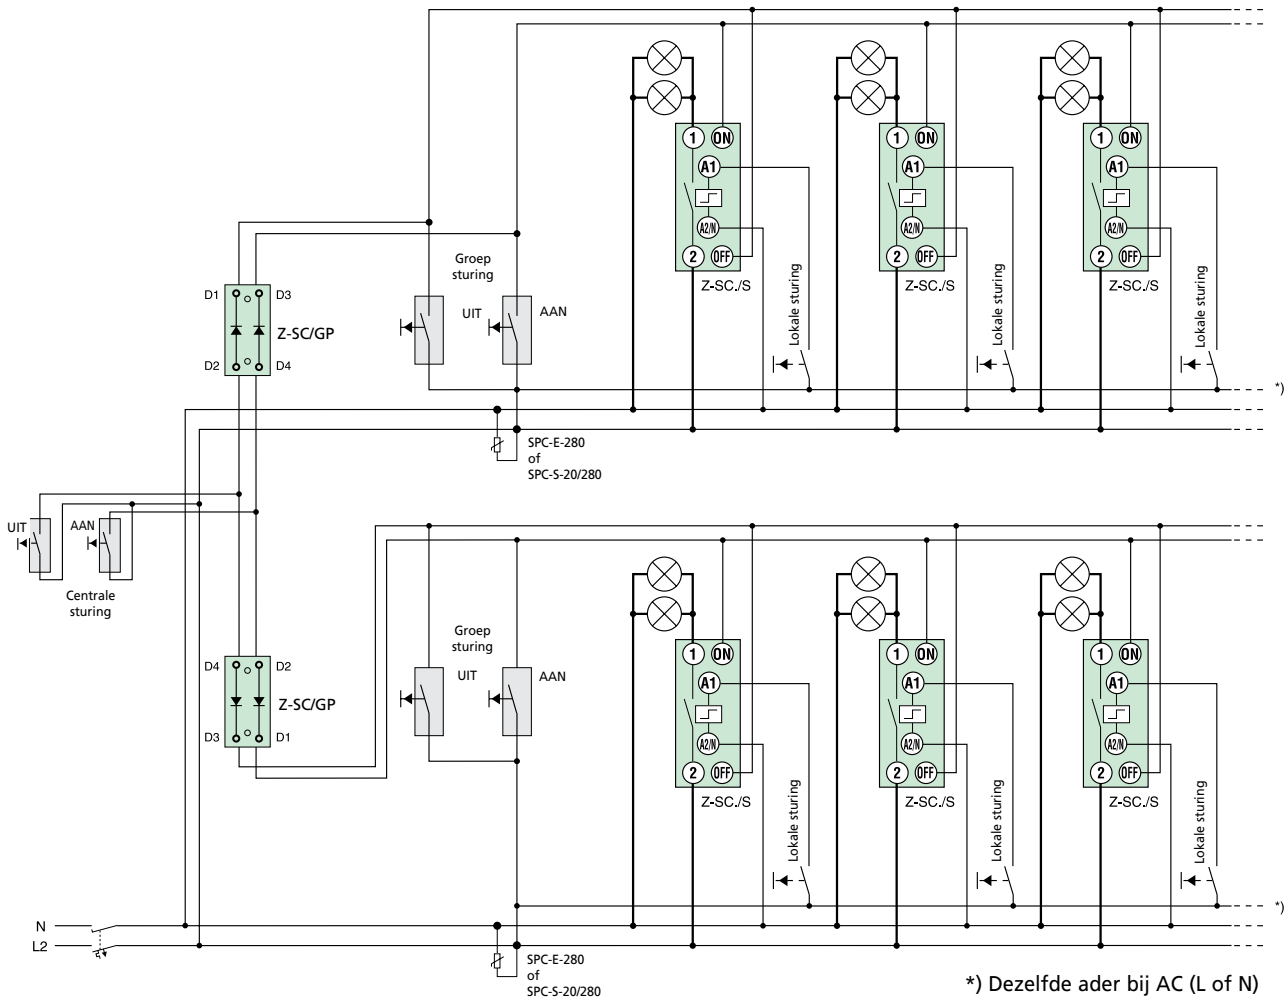 *)
1 ON
A1
A2/N
2 OFF
Z-SC./S
Lokale sturing
1 ON
A1
A2/N
2 OFF
Z-SC./S
Lokale sturing
1 ON
A1
A2/N
2 OFF
Z-SC./S
Lokale sturing
Groep
sturing
UIT
AAN
D1
D3
Z-SC/GP
D2
D4
*)
SPC-E-280
of
SPC-S-20/280
UIT
AAN
Centrale
sturing
Groep
sturing
UIT
AAN
D4
D2
Z-SC/GP
D3
D1
1 ON
A1
A2/N
2 OFF
Z-SC./S
Lokale sturing
1 ON
A1
A2/N
2 OFF
Z-SC./S
Lokale sturing
1 ON
A1
A2/N
2 OFF
Z-SC./S
Lokale sturing
*)
N
L2
SPC-E-280
of
SPC-S-20/280
*) Dezelfde ader bij AC (L of N)